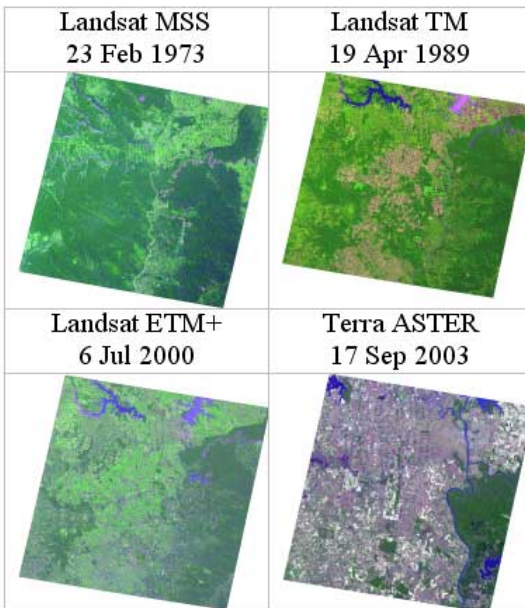 Landsat MSS
23 Feb 1973
Landsat TM
19 Apr 1989
Landsat ETM+
6 Jul 2000
Terra ASTER
17 Sep 2003